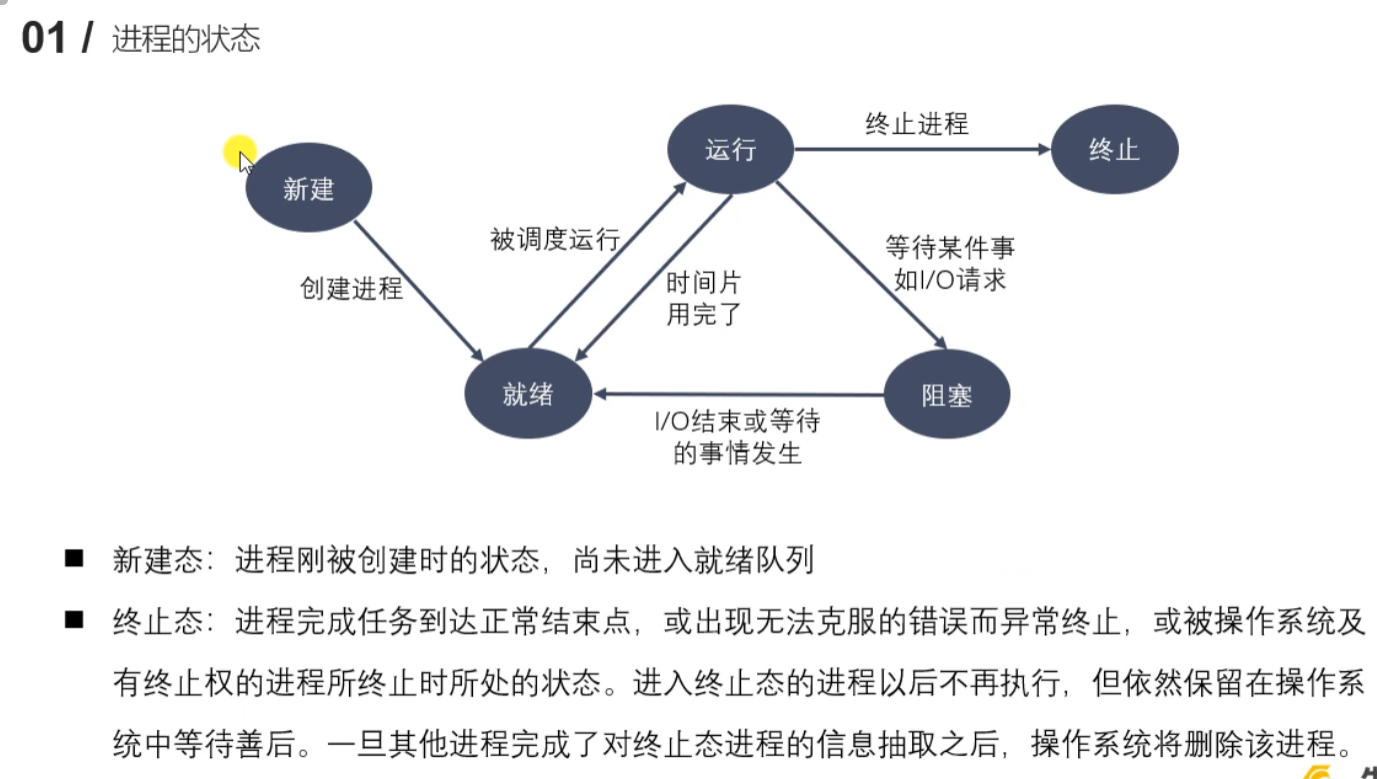 01 / 进程的状态
新建
运行
终止进程
终止
创建进程
被调度运行
时间片
用完了
等待某件事
如I/O请求
就绪
阻塞
I/O结束或等待
的事情发生
■ 新建态：进程刚被创建时的状态，尚未进入就绪队列
■ 终止态：进程完成任务到达正常结束点，或出现无法克服的错误而异常终止，或被操作系统及
有终止权的进程所终止时所处的状态。进入终止态的进程以后不再执行，但依然保留在操作系
统中等待善后。一旦其他进程完成了对终止态进程的信息抽取之后，操作系统将删除该进程。